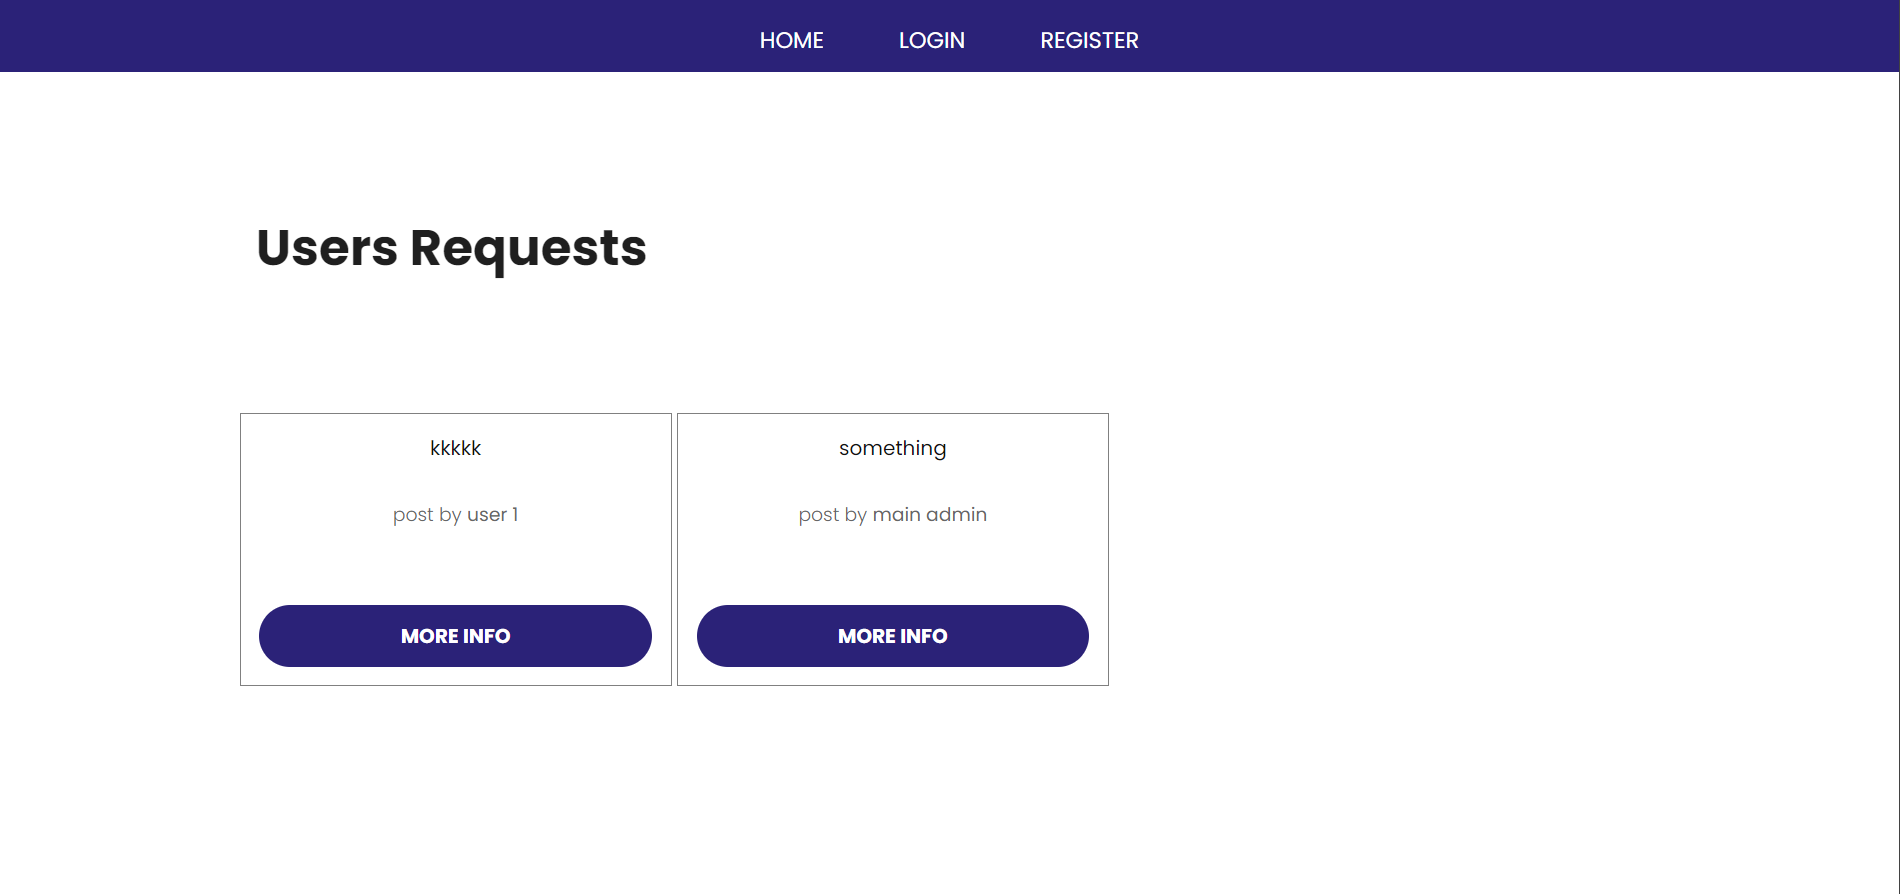 HOME LOGIN REGISTER
Users Requests
kkkkk
post by user 1
MORE INFO
something
post by main admin
MORE INFO